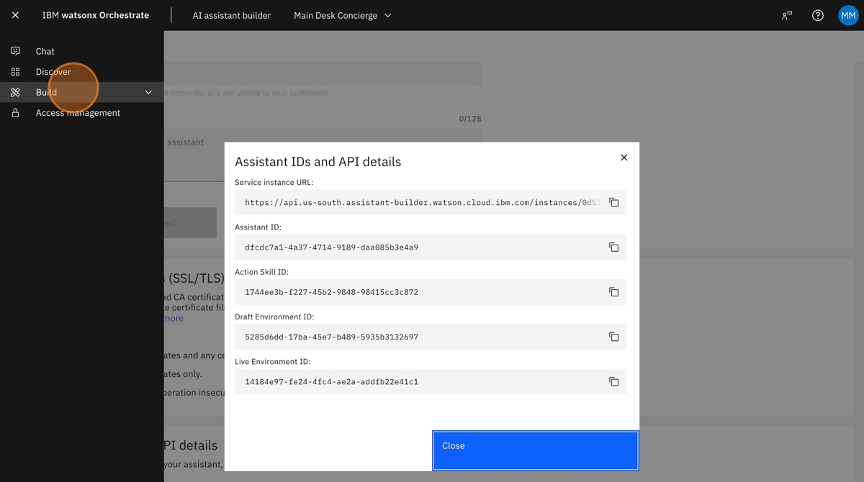 IBM watsonx Orchestrate
AI assistant builder
Main Desk Concierge
MM
Chat
Discover
Build
Access management
internally and not visible to your customers
0/128
assistant
Assistant IDs and API details
Service instance URL:
https://api.us-south.assistant-builder.watson.cloud.ibm.com/instances/0d5
Assistant ID:
dfcdc7a1-4a37-4714-9189-daa085b3e4a9
Action Skill ID:
1744ee3b-f227-45b2-9848-98415cc3c872
Draft Environment ID:
5285d6dd-17ba-45e7-b489-5935b3132697
Live Environment ID:
14184e97-fe24-4fc4-ae2a-addfb22e41c1
Close
(SSL/TLS)
ed CA certificat
e certificate fil
more
ates and any ce
ates only.
peration insecu
PI details
your assistant,